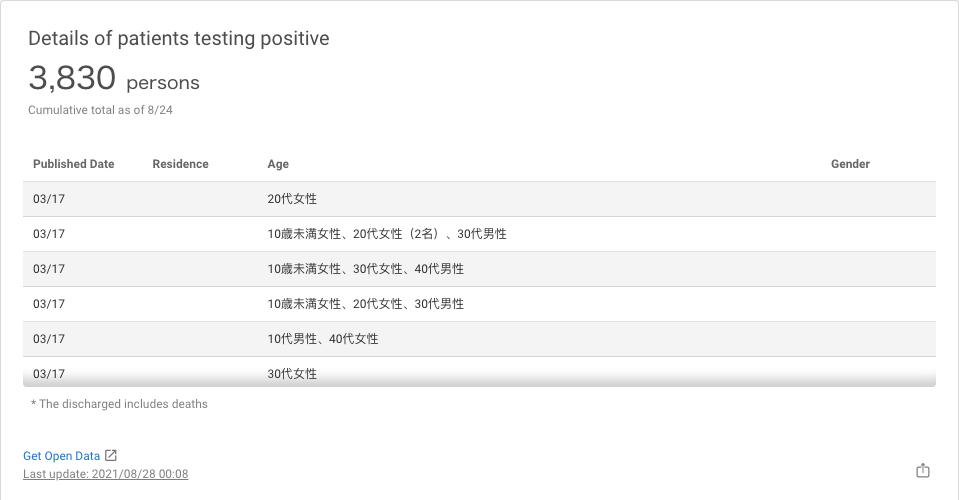 Details of patients testing positive
3,830 persons
Cumulative total as of 8/24
Published Date Residence Age Gender
03/17 20代女性
03/17 10歳未満女性、20代女性（2名）、30代男性
03/17 10歳未満女性、30代女性、40代男性
03/17 10歳未満女性、20代女性、30代男性
03/17 10代男性、40代女性
03/17 30代女性
* The discharged includes deaths
Get Open Data
Last update: 2021/08/28 00:08